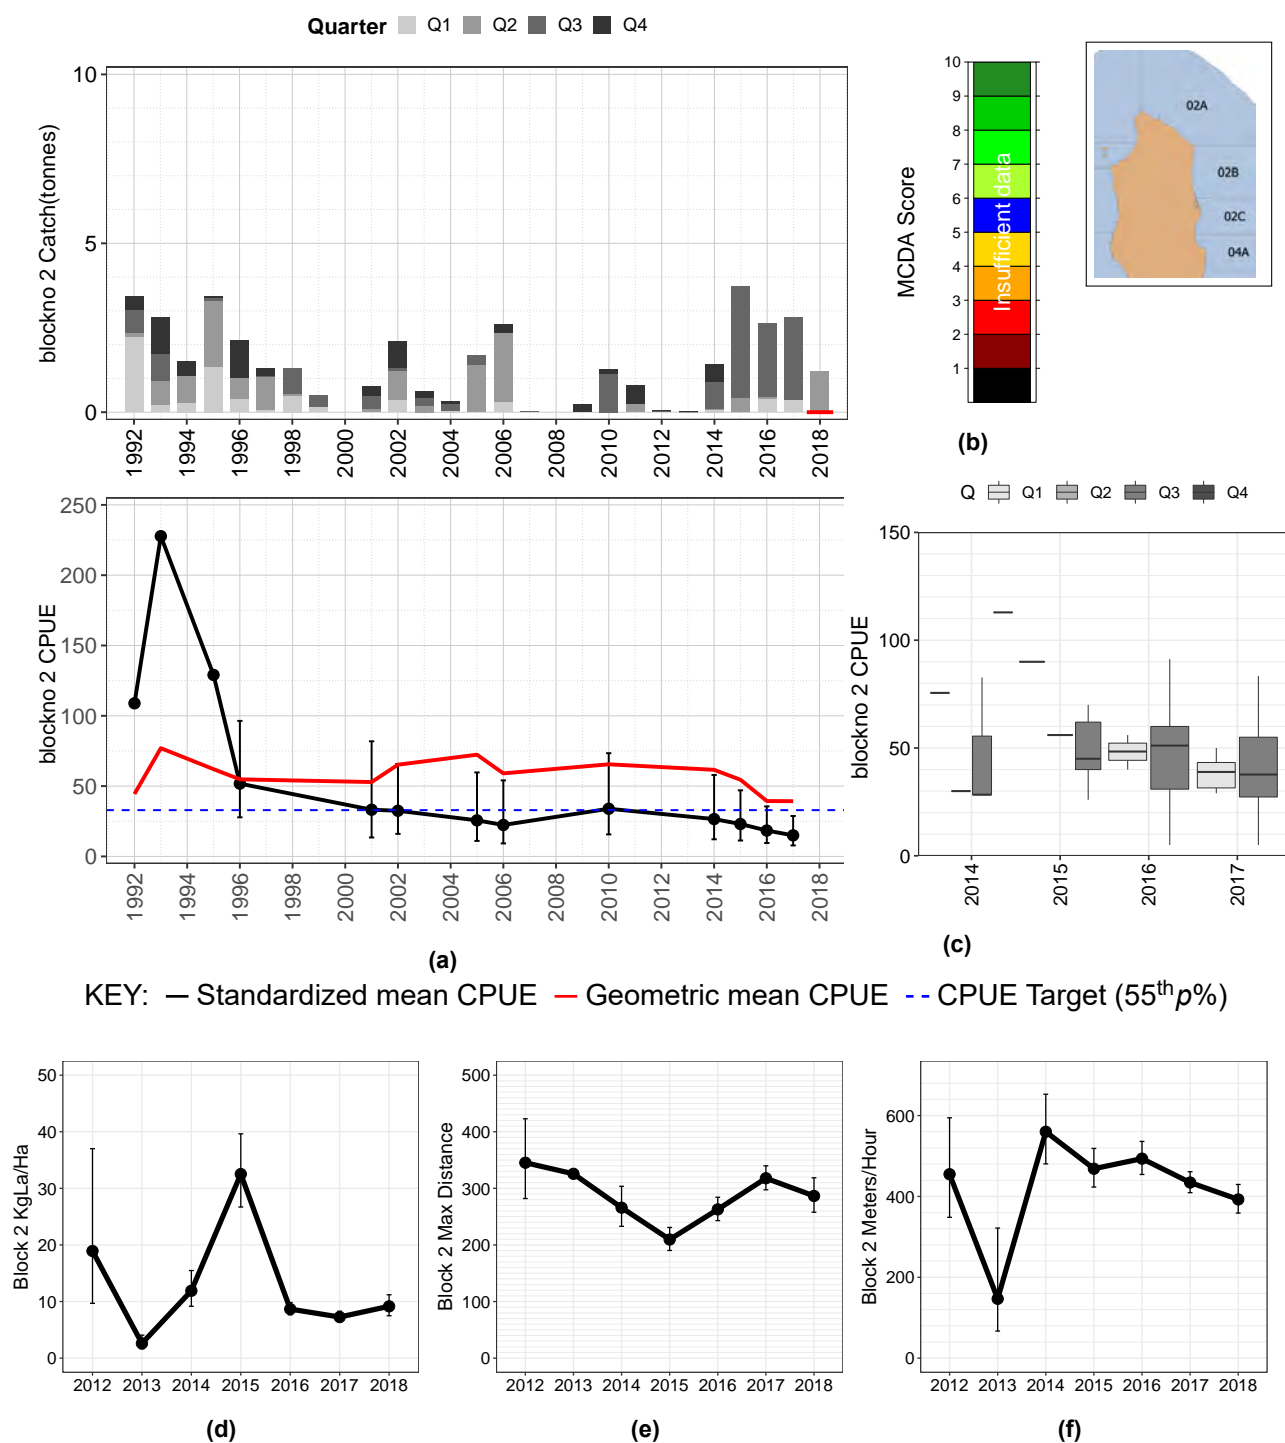 Quarter Q1 Q2 Q3 Q4
blockno 2 Catch(tonnes)
10
5
0
1992 1994 1996 1998 2000 2002 2004 2006 2008 2010 2012 2014 2016 2018
MCDA Score
10
9
8
7
6
5
4
3
2
1
Insufficient data
(b)
02A
02B
02C
04A
blockno 2 CPUE
250
200
150
100
50
0
1992 1994 1996 1998 2000 2002 2004 2006 2008 2010 2012 2014 2016 2018
(a)
Q Q1 Q2 Q3 Q4
blockno 2 CPUE
150
100
50
0
2014 2015 2016 2017
(c)
KEY: Standardized mean CPUE Geometric mean CPUE CPUE Target (55th p%)
Block 2 KgLa/Ha
50
40
30
20
10
0
2012 2013 2014 2015 2016 2017 2018
(d)
Block 2 Max Distance
500
400
300
200
100
0
2012 2013 2014 2015 2016 2017 2018
(e)
Block 2 Meters/Hour
600
400
200
0
2012 2013 2014 2015 2016 2017 2018
(f)